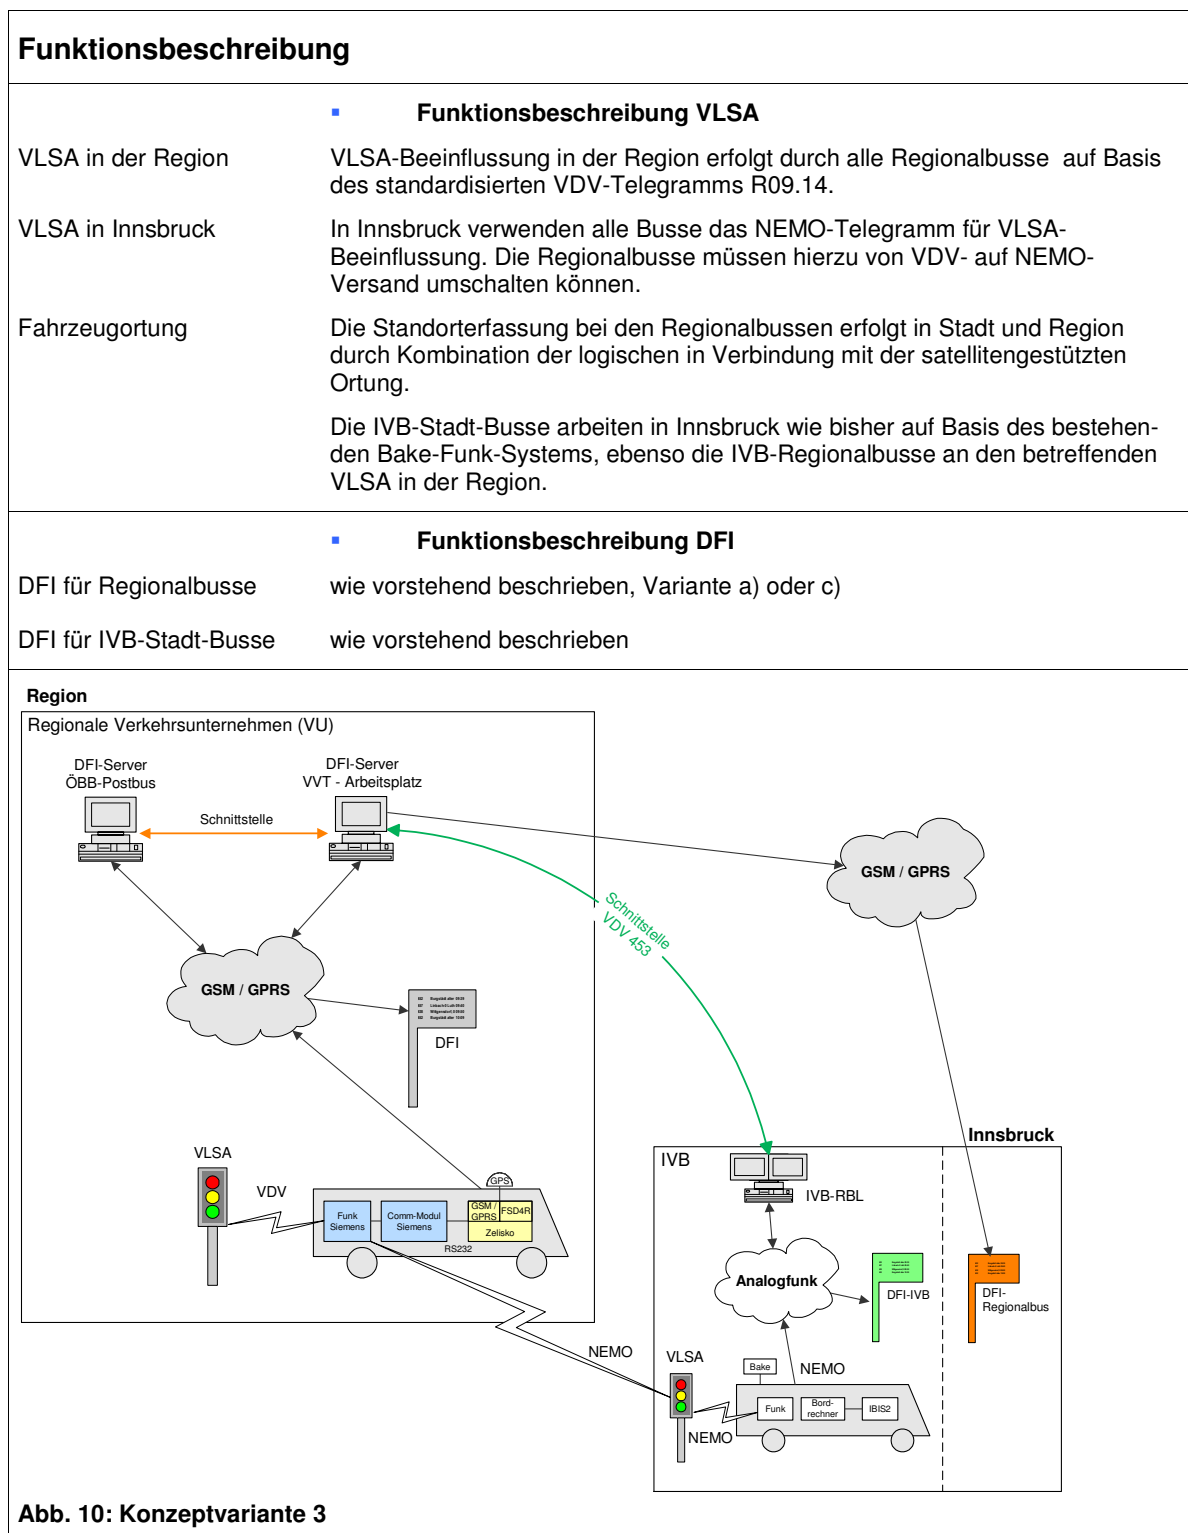 Funktionsbeschreibung
Funktionsbeschreibung VLSA
VLSA in der Region
VLSA-Beeinflussung in der Region erfolgt durch alle Regionalbusse auf Basis
des standardisierten VDV-Telegramms R09.14.
VLSA in Innsbruck
In Innsbruck verwenden alle Busse das NEMO-Telegramm für VLSA-
Beeinflussung. Die Regionalbusse müssen hierzu von VDV- auf NEMO-
Versand umschalten können.
Fahrzeugortung
Die Standorterfassung bei den Regionalbussen erfolgt in Stadt und Region
durch Kombination der logischen in Verbindung mit der satellitengestützten
Ortung.
Die IVB-Stadt-Busse arbeiten in Innsbruck wie bisher auf Basis des bestehen-
den Bake-Funk-Systems, ebenso die IVB-Regionalbusse an den betreffenden
VLSA in der Region.
Funktionsbeschreibung DFI
DFI für Regionalbusse
wie vorstehend beschrieben, Variante a) oder c)
DFI für IVB-Stadt-Busse
wie vorstehend beschrieben
Region
Regionale Verkehrsunternehmen (VU)
DFI-Server
ÖBB-Postbus
DFI-Server
VVT - Arbeitsplatz
Schnittstelle
GSM / GPRS
Schnittstelle
VDV 453
GSM / GPRS
DFI
VLSA
VDV
GPS
Funk
Siemens
Comm-Modul
Siemens
GSM /
GPRS
FSD4R
Zelisko
RS232
Innsbruck
IVB
IVB-RBL
Analogfunk
DFI-IVB
DFI-
Regionalbus
NEMO
VLSA
Bake
NEMO
Funk
Bord-
rechner
IBIS2
NEMO
Abb. 10: Konzeptvariante 3